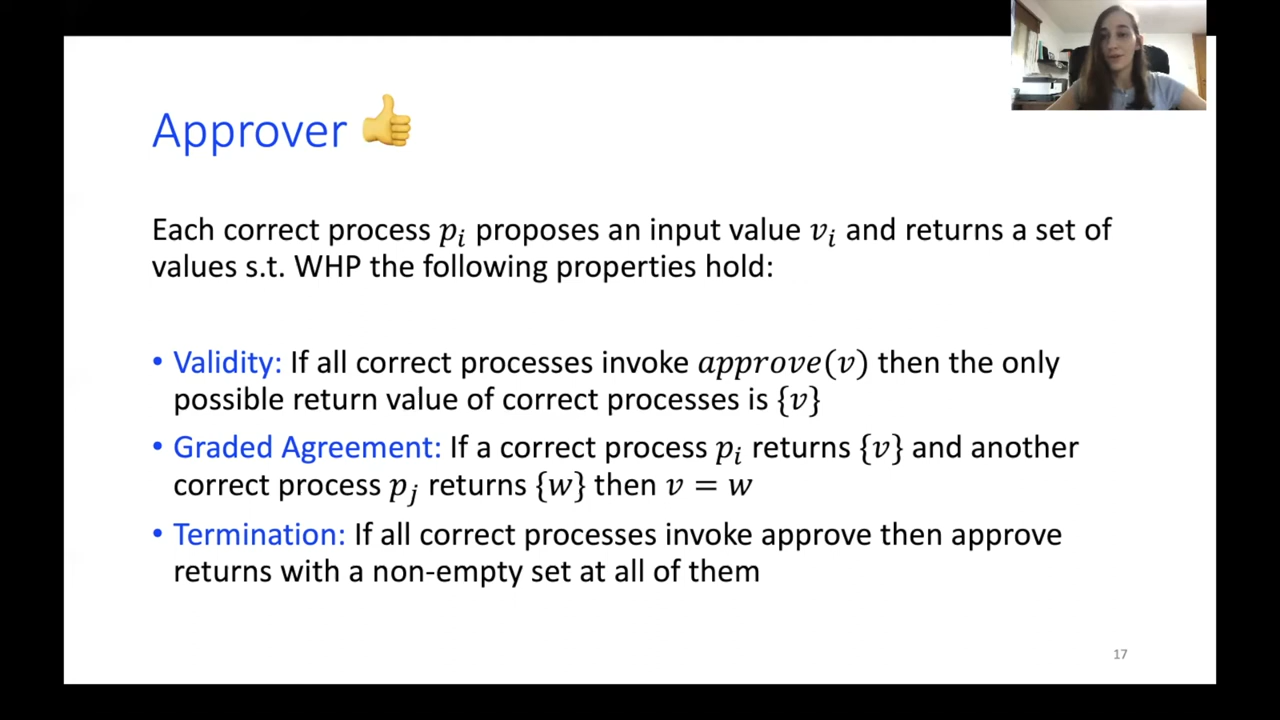 Approver 👍
Each correct process pᵢ proposes an input value vᵢ and returns a set of
values s.t. WHP the following properties hold:
• Validity: If all correct processes invoke approve(v) then the only
possible return value of correct processes is {v}
• Graded Agreement: If a correct process pᵢ returns {v} and another
correct process pⱼ returns {w} then v = w
• Termination: If all correct processes invoke approve then approve
returns with a non-empty set at all of them
17